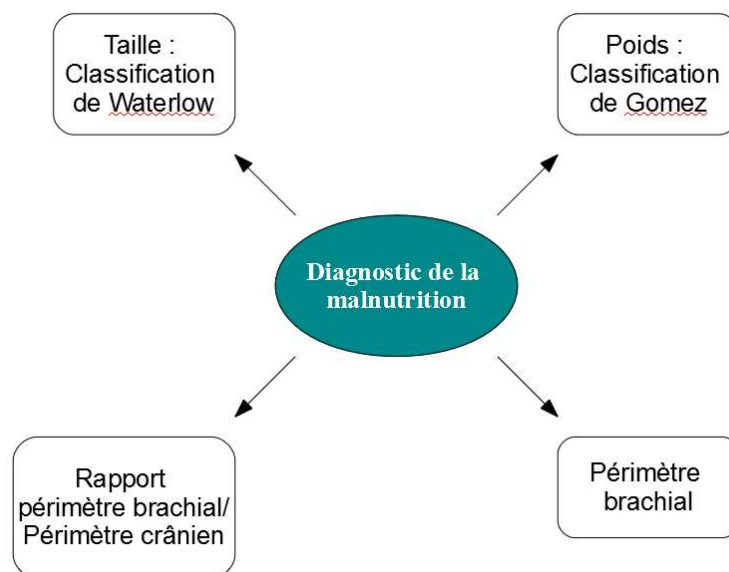 Taille :
Classification
de Waterlow
Poids :
Classification
de Gomez
Diagnostic de la
malnutrition
Rapport
périmètre brachial/
Périmètre crânien
Périmètre
brachial